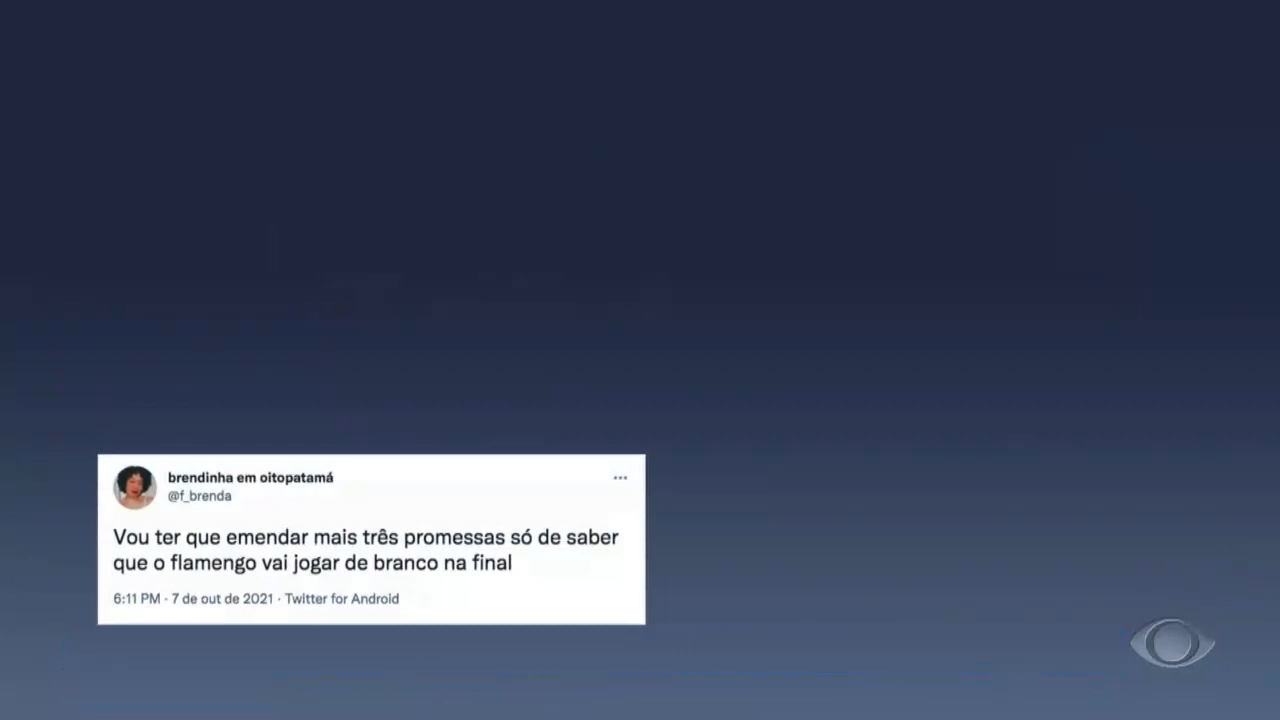 brendinha em oitopatamá
@f_brenda
Vou ter que emendar mais três promessas só de saber
que o flamengo vai jogar de branco na final
6:11 PM · 7 de out de 2021 · Twitter for Android